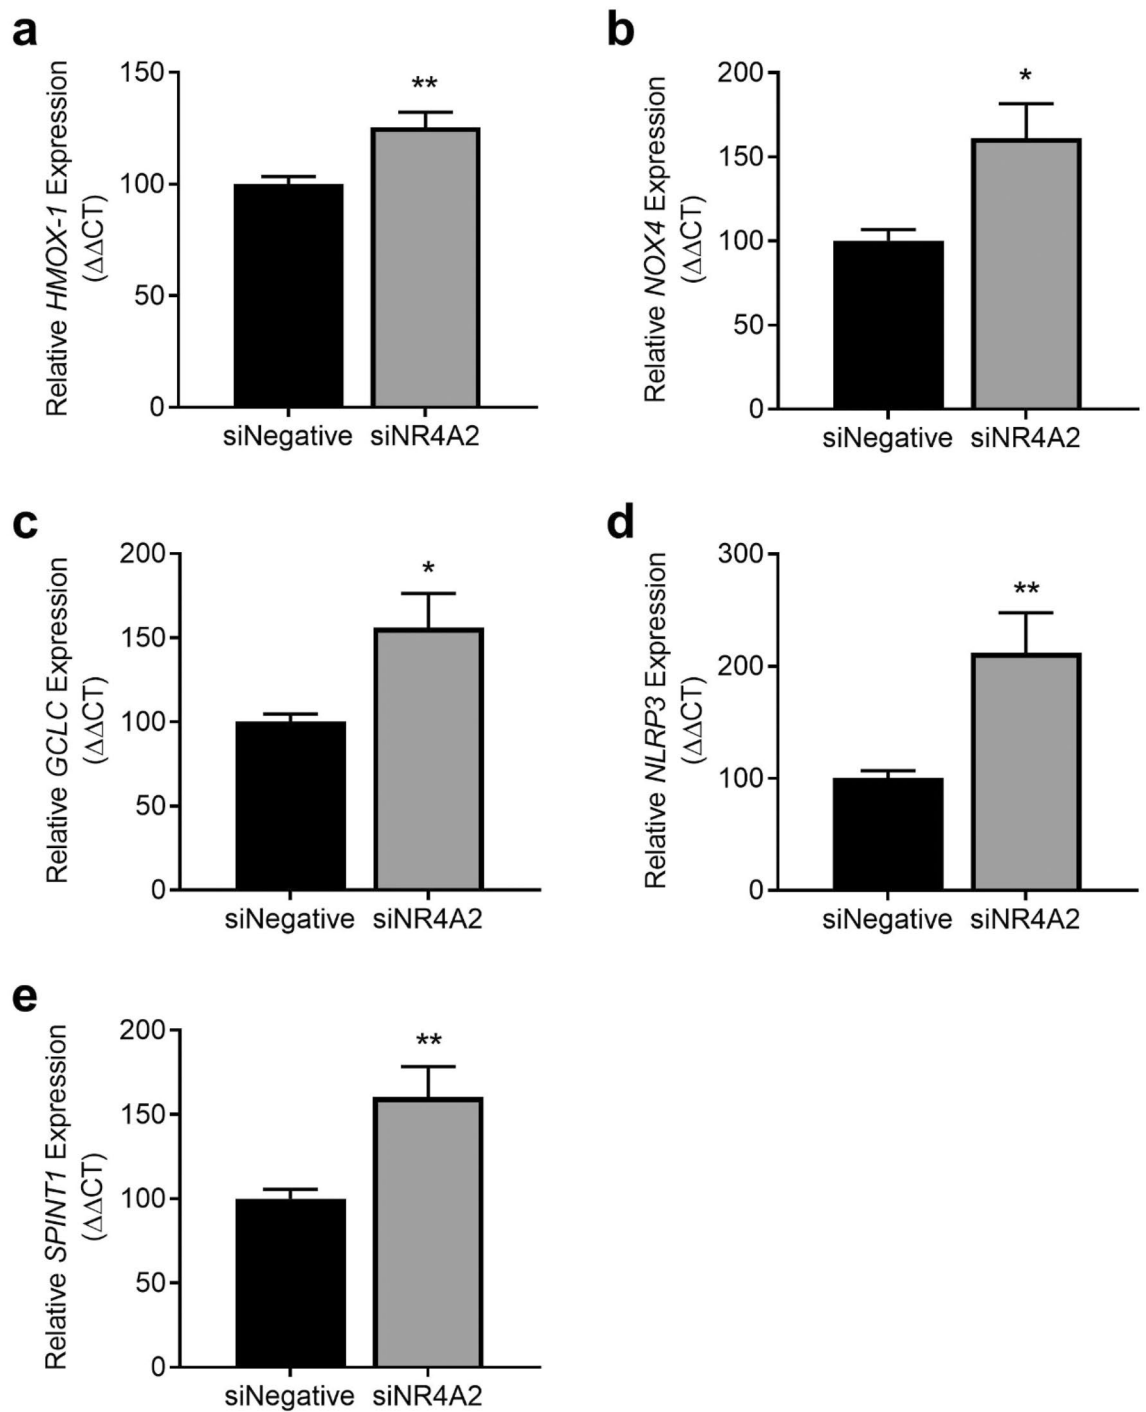 a
Relative HMOX-1 Expression
(ΔΔCT)
150
100
50
0
**
siNegative siNR4A2
b
Relative NOX4 Expression
(ΔΔCT)
200
150
100
50
0
*
siNegative siNR4A2
c
Relative GCLC Expression
(ΔΔCT)
200
150
100
50
0
*
siNegative siNR4A2
d
Relative NLRP3 Expression
(ΔΔCT)
300
200
100
0
**
siNegative siNR4A2
e
Relative SPINT1 Expression
(ΔΔCT)
200
150
100
50
0
**
siNegative siNR4A2